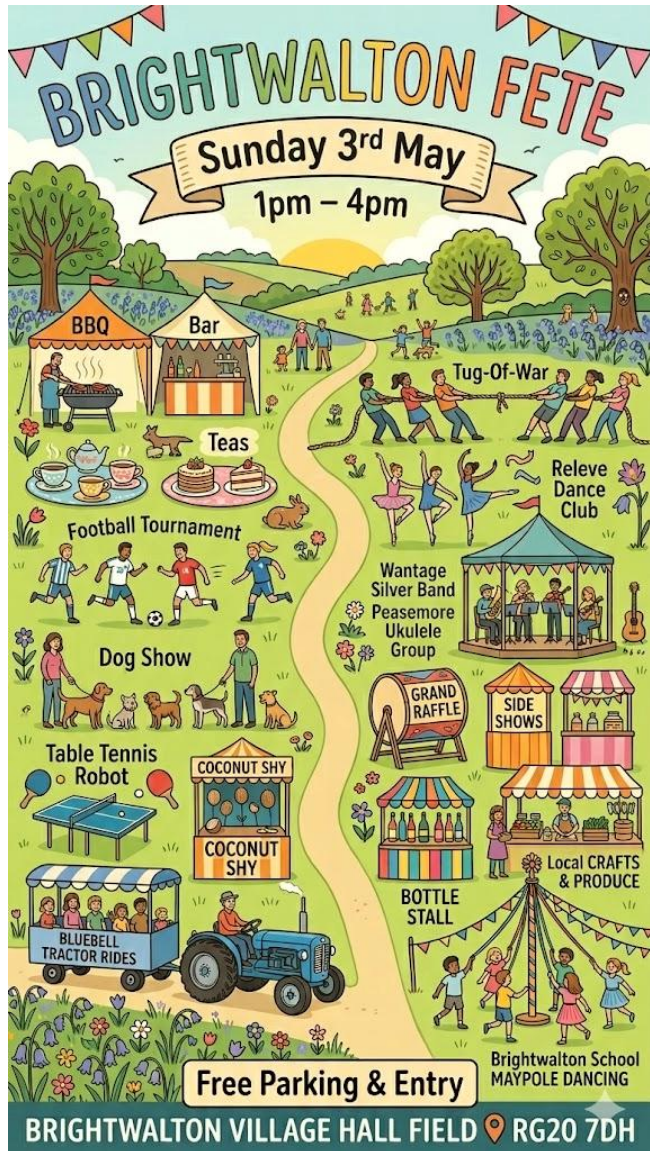 BRIGHTWALTON FETE
Sunday 3rd May
1pm – 4pm
BBQ
Bar
Tug-Of-War
Teas
Releve
Dance
Club
Football Tournament
Wantage
Silver Band
Peasemore
Ukulele
Group
Dog Show
GRAND
RAFFLE
SIDE
SHOWS
Table Tennis
Robot
COCONUT SHY
COCONUT
SHY
Local CRAFTS
& PRODUCE
BOTTLE
STALL
BLUEBELL
TRACTOR RIDES
Brightwalton School
MAYPOLE DANCING
Free Parking & Entry
BRIGHTWALTON VILLAGE HALL FIELD RG20 7DH